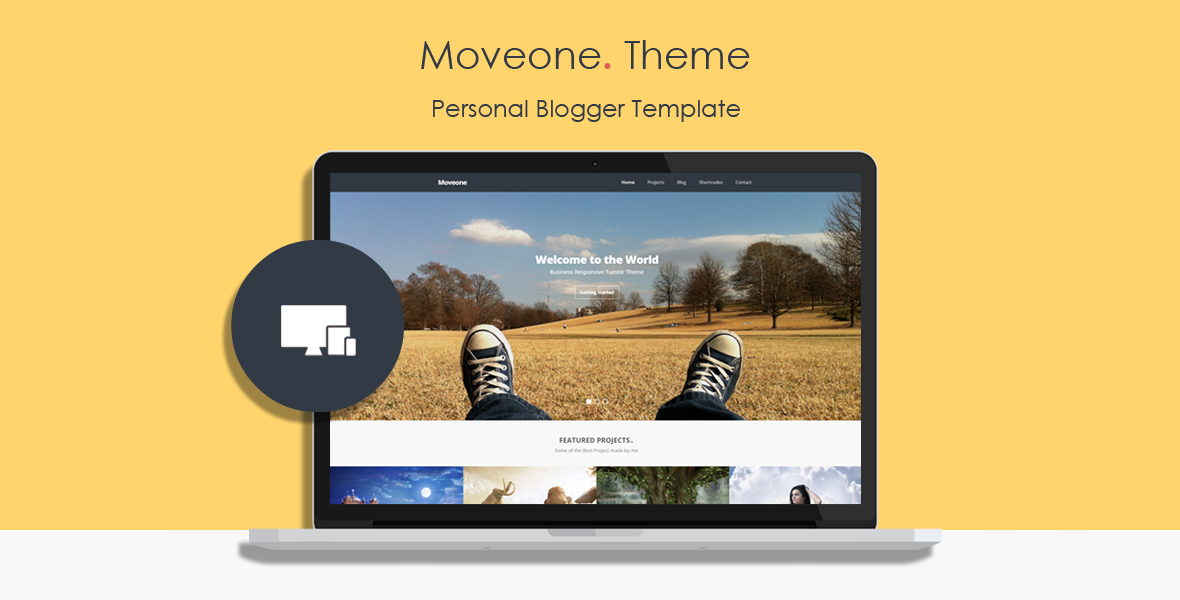 Moveone. Theme
Personal Blogger Template
Moveone
Home Projects Blog Shortcodes Contact
Welcome to the World
Business Responsive Tumblr Theme
Getting Started
FEATURED PROJECTS.
Some of the Best Project made by me